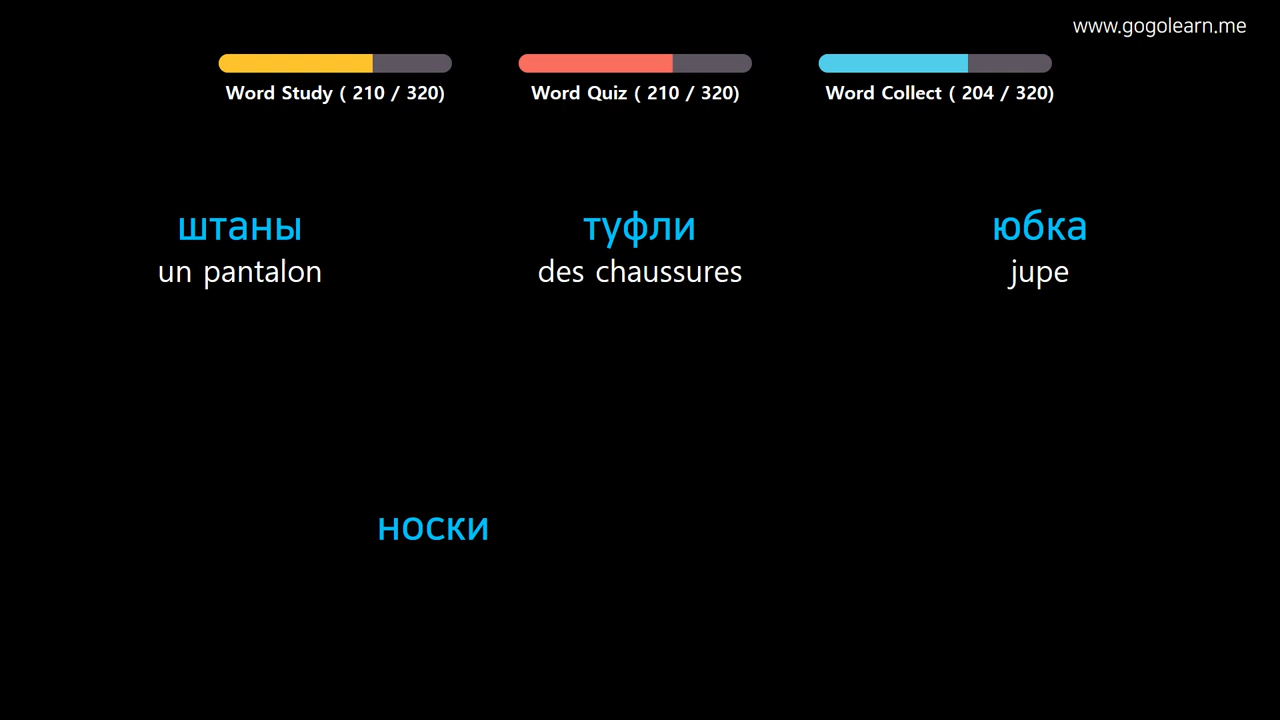 www.gogolearn.me
Word Study ( 210 / 320)
Word Quiz ( 210 / 320)
Word Collect ( 204 / 320)
штаны
un pantalon
туфли
des chaussures
юбка
jupe
носки